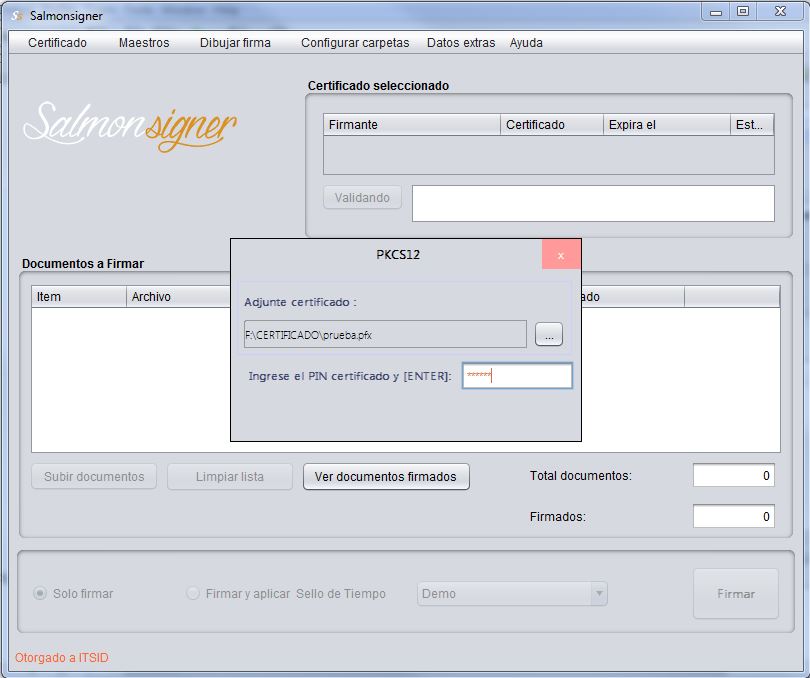 Salmonsigner
Certificado Maestros Dibujar firma Configurar carpetas Datos extras Ayuda
Salmonsigner
Certificado seleccionado
Firmante Certificado Expira el Est...
Validando
Documentos a Firmar
Item Archivo ado
PKCS12 x
Adjunte certificado :
F:\CERTIFICADO\prueba.pfx ...
Ingrese el PIN certificado y [ENTER]: ******
Subir documentos Limpiar lista Ver documentos firmados
Total documentos: 0
Firmados: 0
Solo firmar Firmar y aplicar Sello de Tiempo Demo Firmar
Otorgado a ITSID